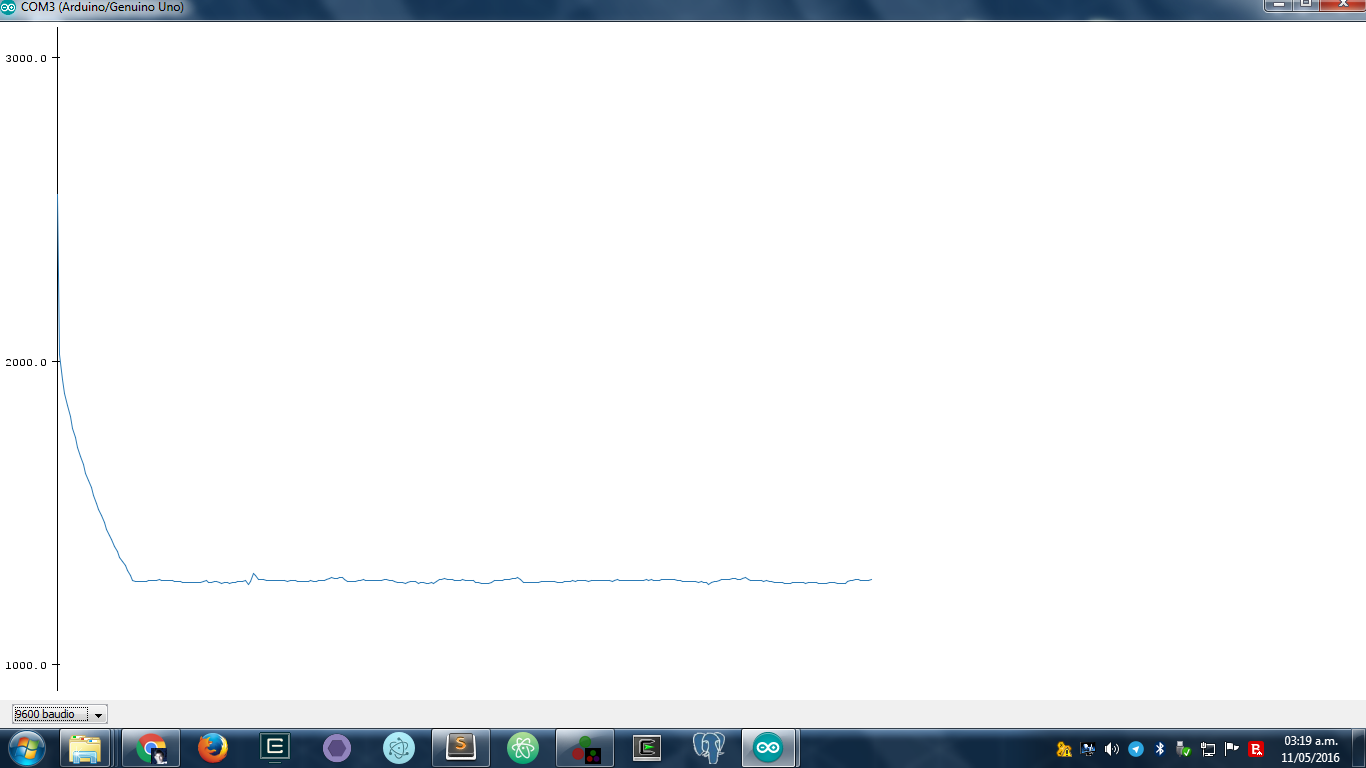 COM3 (Arduino/Genuino Uno)
3000.0
2000.0
1000.0
9600 baudio
03:19 a.m.
11/05/2016